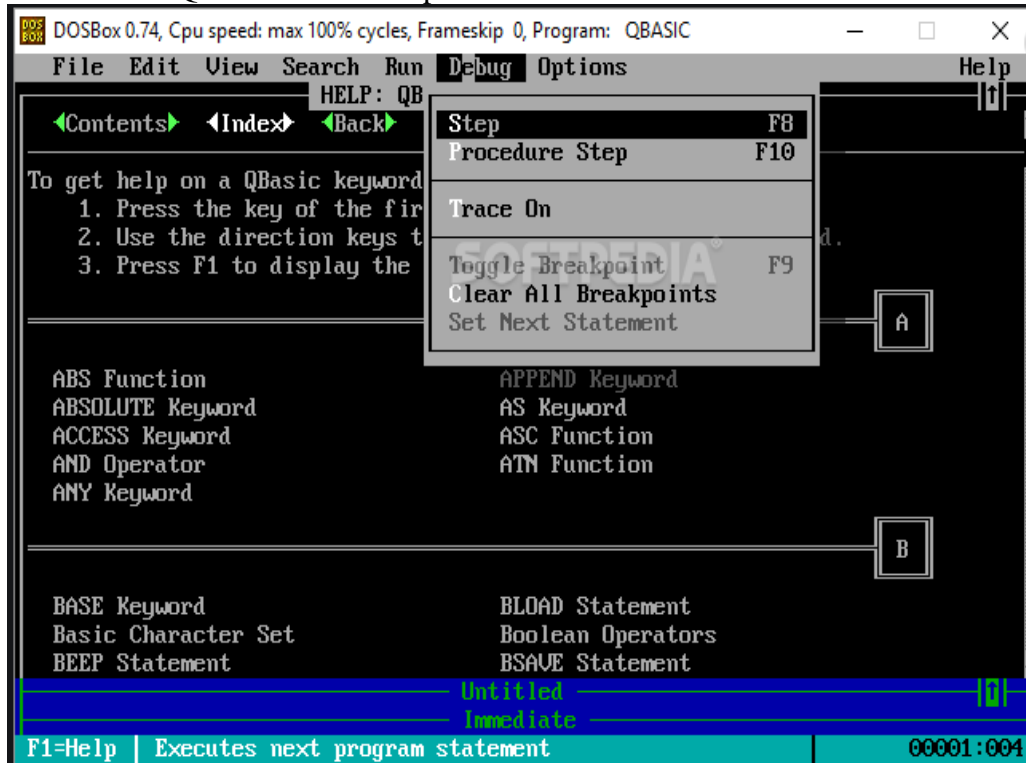 DOSBox 0.74, Cpu speed: max 100% cycles, Frameskip 0, Program: QBASIC
File Edit View Search Run Debug Options Help
HELP: QB
Contents Index Back
Step F8
Procedure Step F10
To get help on a QBasic keyword
1. Press the key of the fir
Trace On
2. Use the direction keys t d.
3. Press F1 to display the
SOFTPEDIA®
Toggle Breakpoint F9
Clear All Breakpoints
Set Next Statement
A
ABS Function APPEND Keyword
ABSOLUTE Keyword AS Keyword
ACCESS Keyword ASC Function
AND Operator ATN Function
ANY Keyword
B
BASE Keyword BLOAD Statement
Basic Character Set Boolean Operators
BEEP Statement BSAVE Statement
Untitled
Immediate
F1=Help | Executes next program statement 00001:004